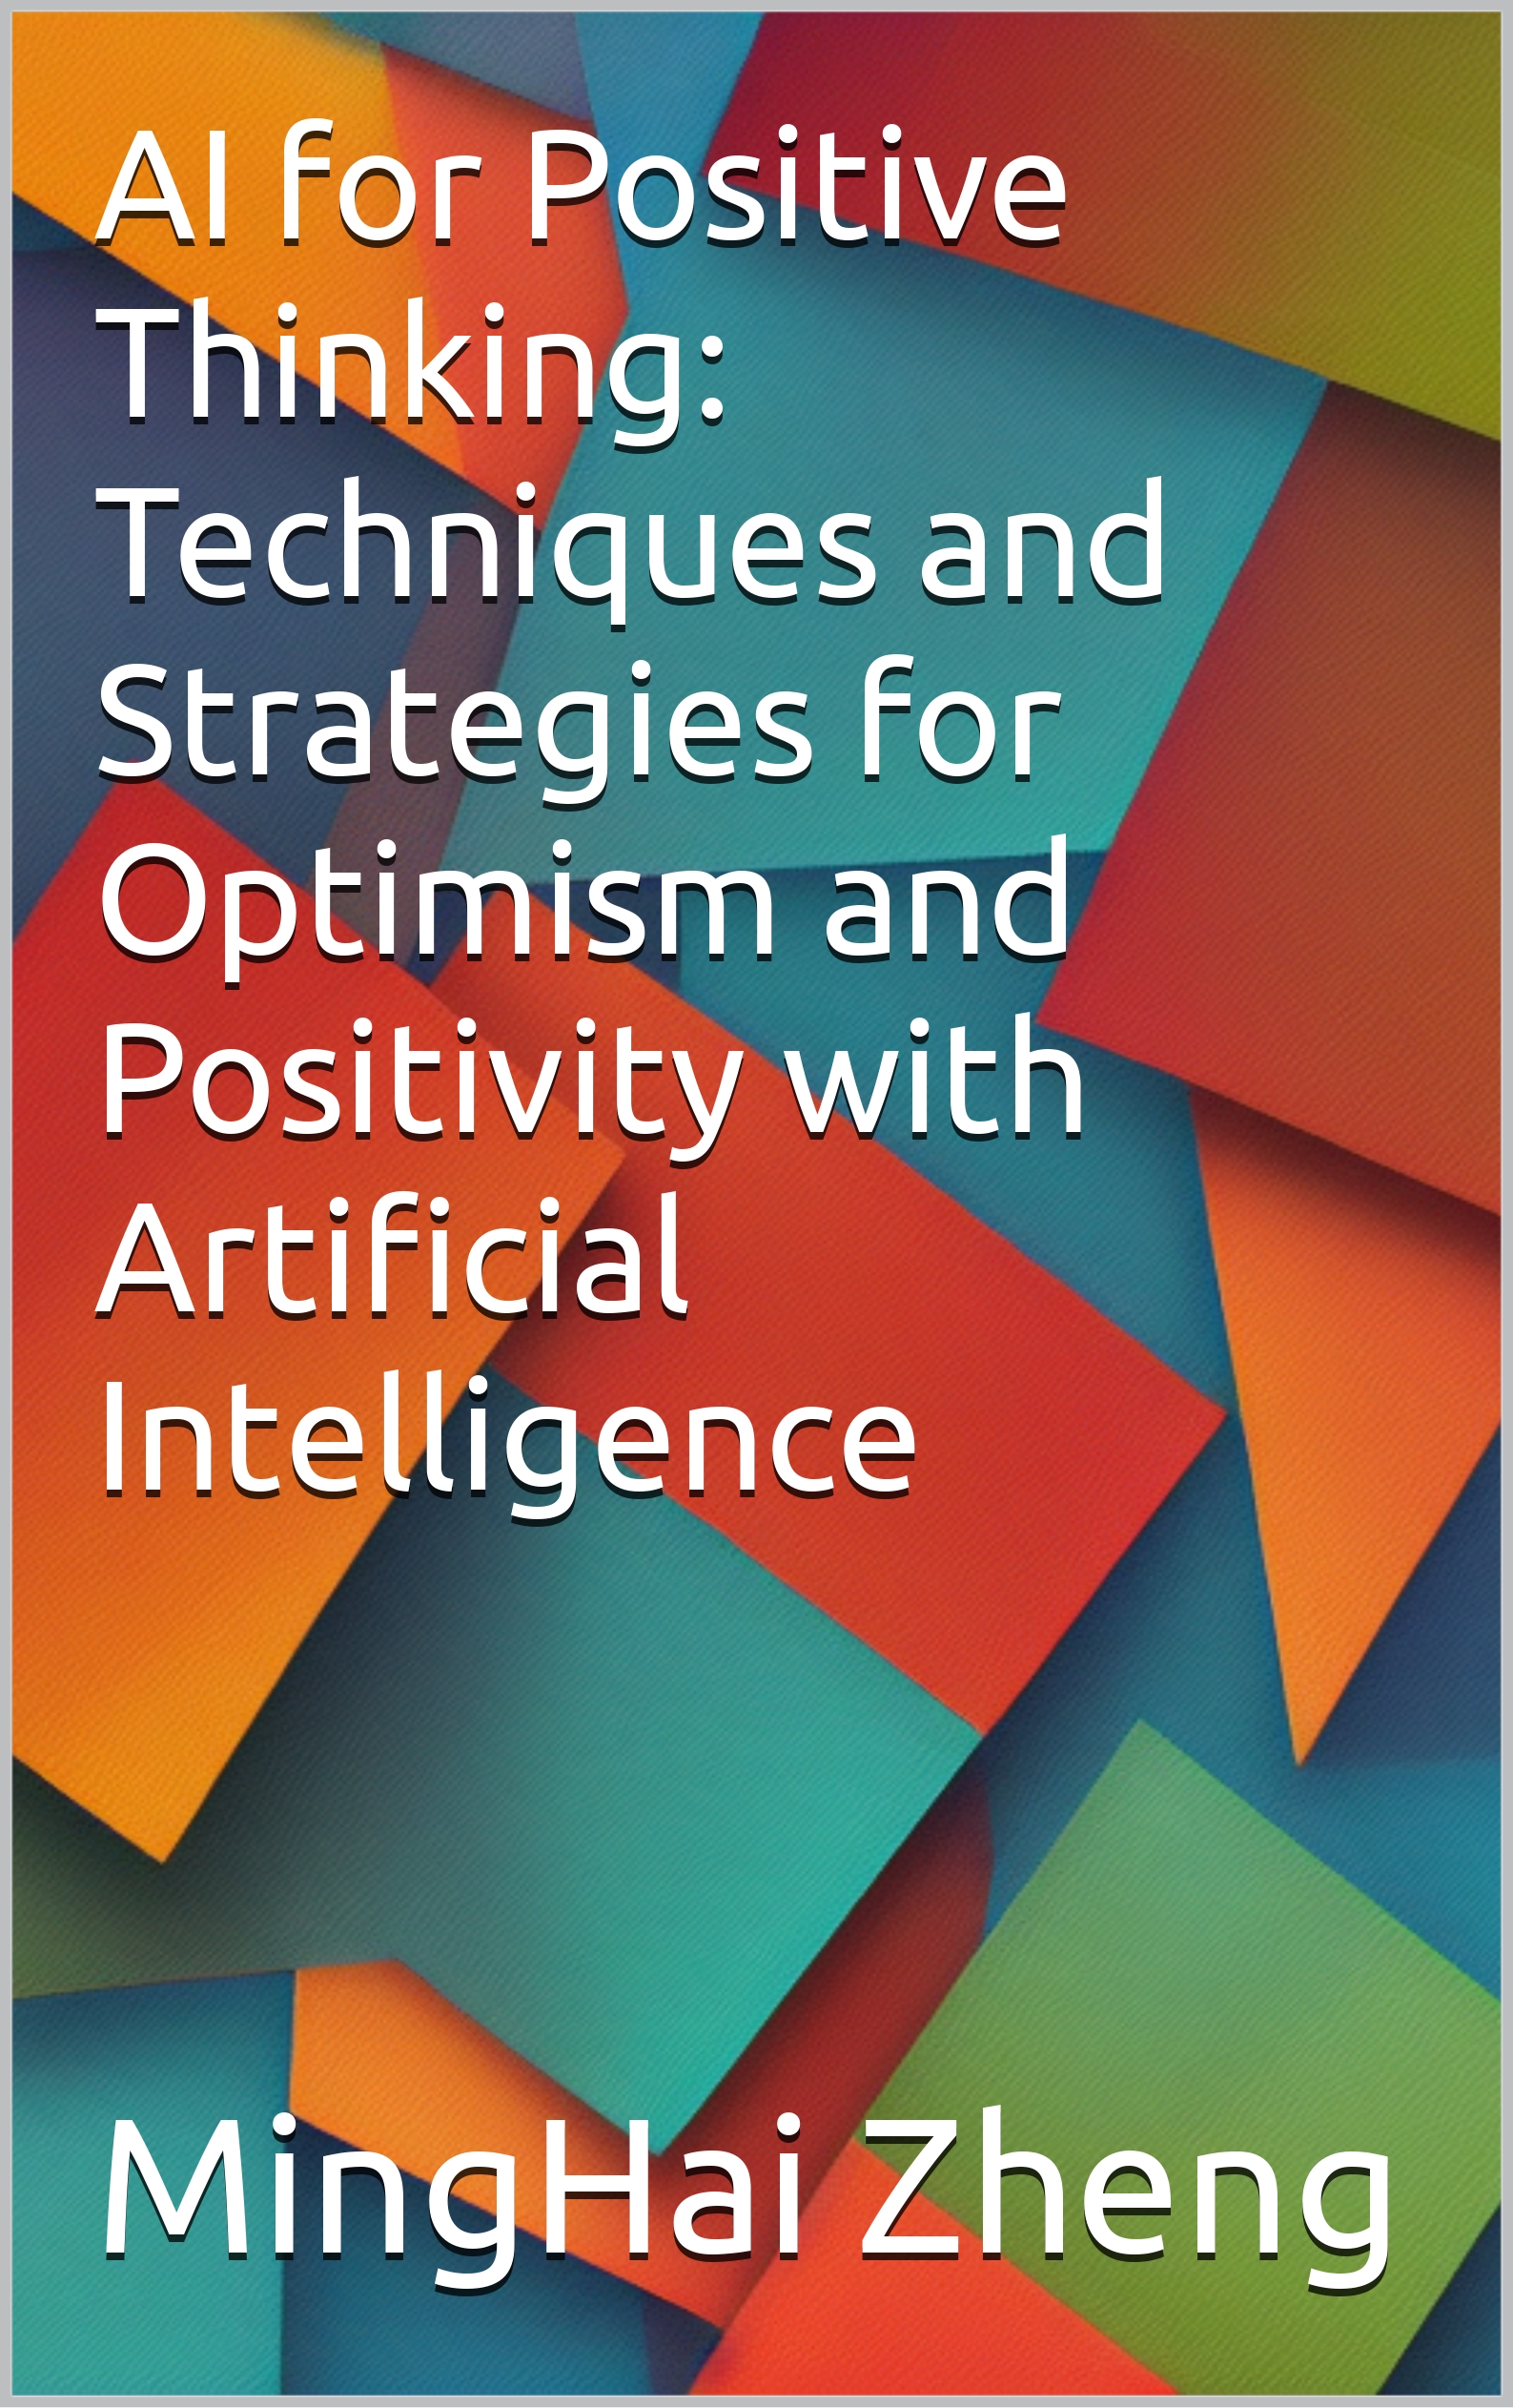 AI for Positive
Thinking:
Techniques and
Strategies for
Optimism and
Positivity with
Artificial
Intelligence
MingHai Zheng